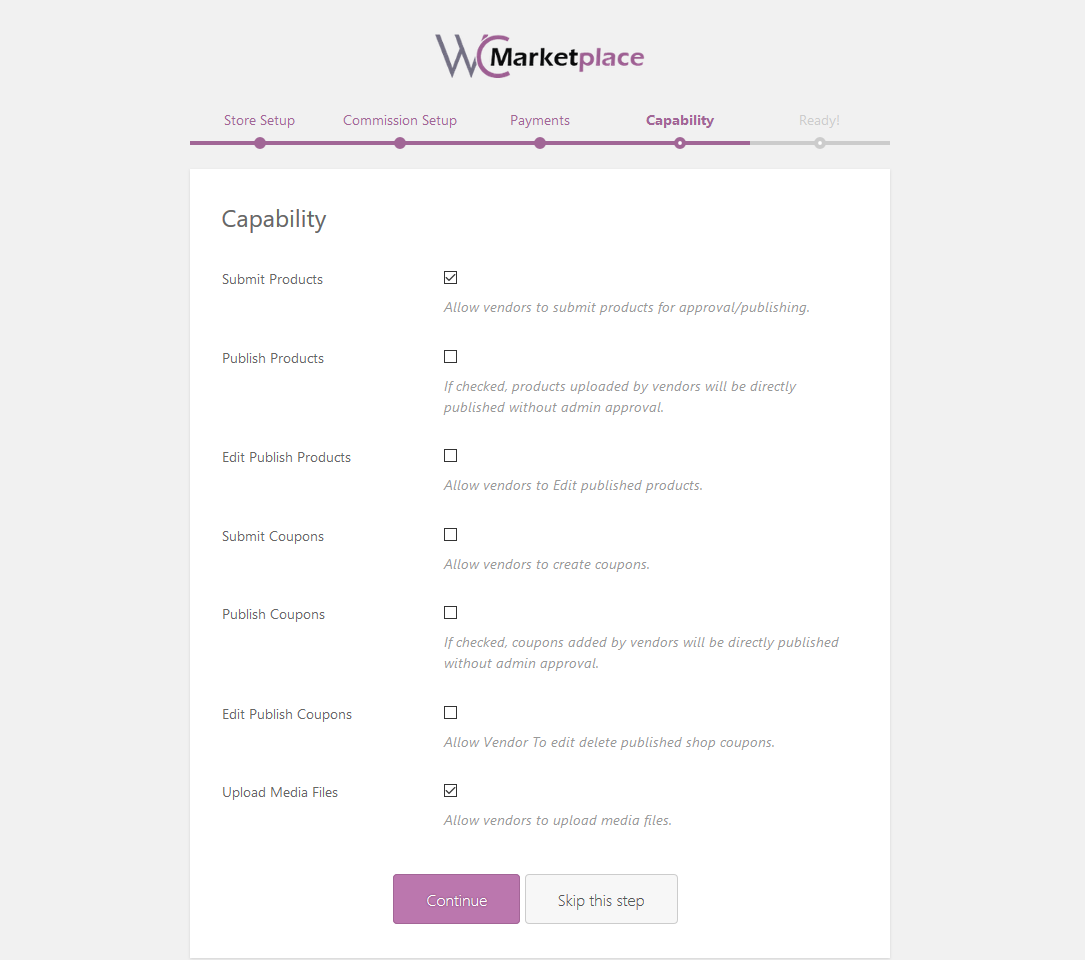 WC Marketplace
Store Setup Commission Setup Payments Capability Ready!
Capability
Submit Products
Allow vendors to submit products for approval/publishing.
Publish Products
If checked, products uploaded by vendors will be directly
published without admin approval.
Edit Publish Products
Allow vendors to Edit published products.
Submit Coupons
Allow vendors to create coupons.
Publish Coupons
If checked, coupons added by vendors will be directly published
without admin approval.
Edit Publish Coupons
Allow Vendor To edit delete published shop coupons.
Upload Media Files
Allow vendors to upload media files.
Continue Skip this step